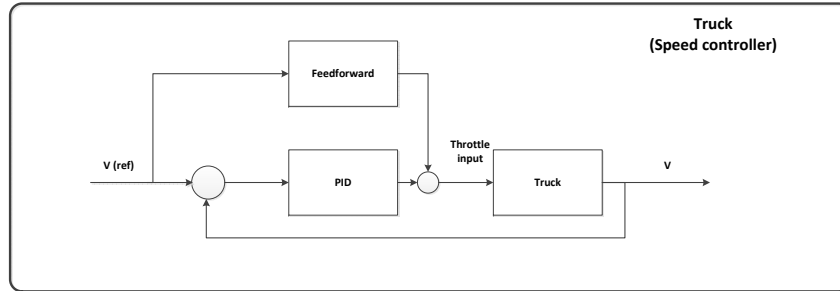 Truck
(Speed controller)
Feedforward
V (ref)
PID
Throttle
input
Truck
V